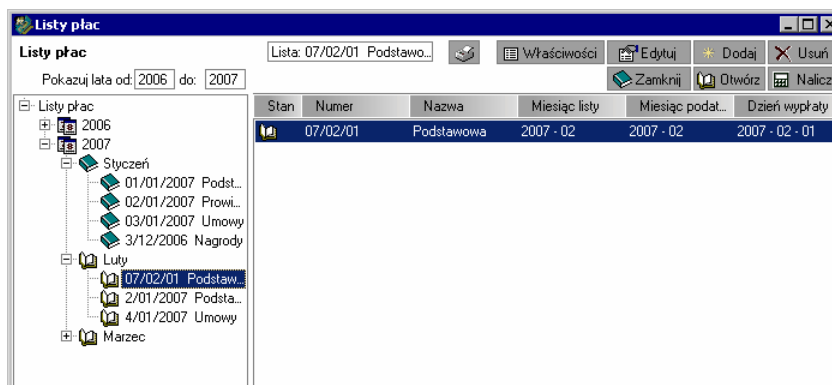 Listy płac
Listy płac Lista: 07/02/01 Podstawo... Właściwości Edytuj Dodaj Usuń
Pokazuj lata od: 2006 do: 2007 Zamknij Otwórz Nalicz
Listy płac
2006
2007
Styczeń
01/01/2007 Podst...
02/01/2007 Prowi...
03/01/2007 Umowy
3/12/2006 Nagrody
Luty
07/02/01 Podstaw...
2/01/2007 Podsta...
4/01/2007 Umowy
Marzec
Stan Numer Nazwa Miesiąc listy Miesiąc podat... Dzień wypłaty
07/02/01 Podstawowa 2007 - 02 2007 - 02 2007 - 02 - 01